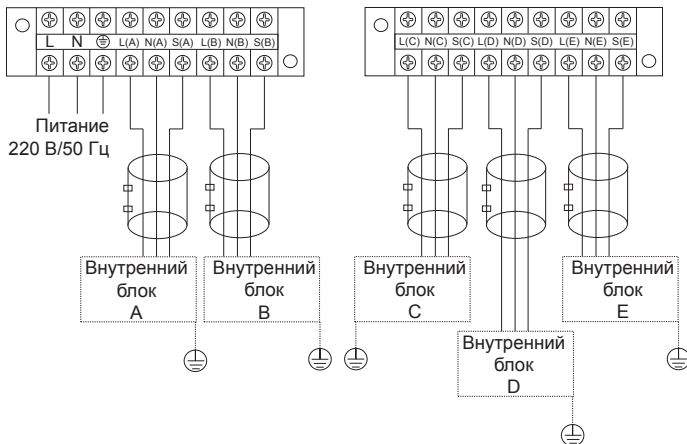 L N L(A) N(A) S(A) L(B) N(B) S(B)
L(C) N(C) S(C) L(D) N(D) S(D) L(E) N(E) S(E)
Питание
220 В/50 Гц
Внутренний
блок
A
Внутренний
блок
B
Внутренний
блок
C
Внутренний
блок
D
Внутренний
блок
E